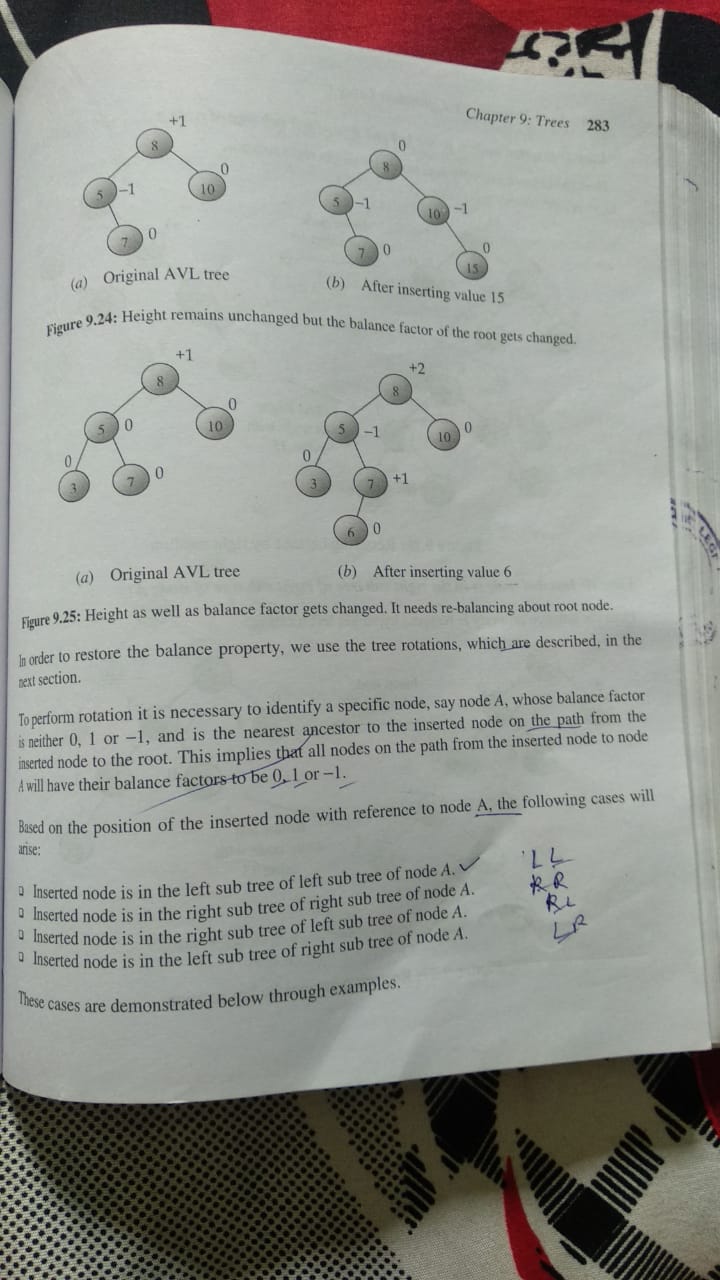 Chapter 9: Trees 283
+1
8
5 -1
10 0
7 0
(a) Original AVL tree
0
8
5 -1
10 -1
7 0
0
15
(b) After inserting value 15
Figure 9.24: Height remains unchanged but the balance factor of the root gets changed.
+1
8
5 0
10 0
0
3
7 0
(a) Original AVL tree
+2
8
5 -1
10 0
0
3
7 +1
6 0
(b) After inserting value 6
Figure 9.25: Height as well as balance factor gets changed. It needs re-balancing about root node.
In order to restore the balance property, we use the tree rotations, which are described, in the
next section.
To perform rotation it is necessary to identify a specific node, say node A, whose balance factor
is neither 0, 1 or −1, and is the nearest ancestor to the inserted node on the path from the
inserted node to the root. This implies that all nodes on the path from the inserted node to node
A will have their balance factors to be 0, 1 or −1.
Based on the position of the inserted node with reference to node A, the following cases will
arise:
❑ Inserted node is in the left sub tree of left sub tree of node A. ✓ LL
❑ Inserted node is in the right sub tree of right sub tree of node A. RR
❑ Inserted node is in the right sub tree of left sub tree of node A. RL
❑ Inserted node is in the left sub tree of right sub tree of node A. LR
These cases are demonstrated below through examples.